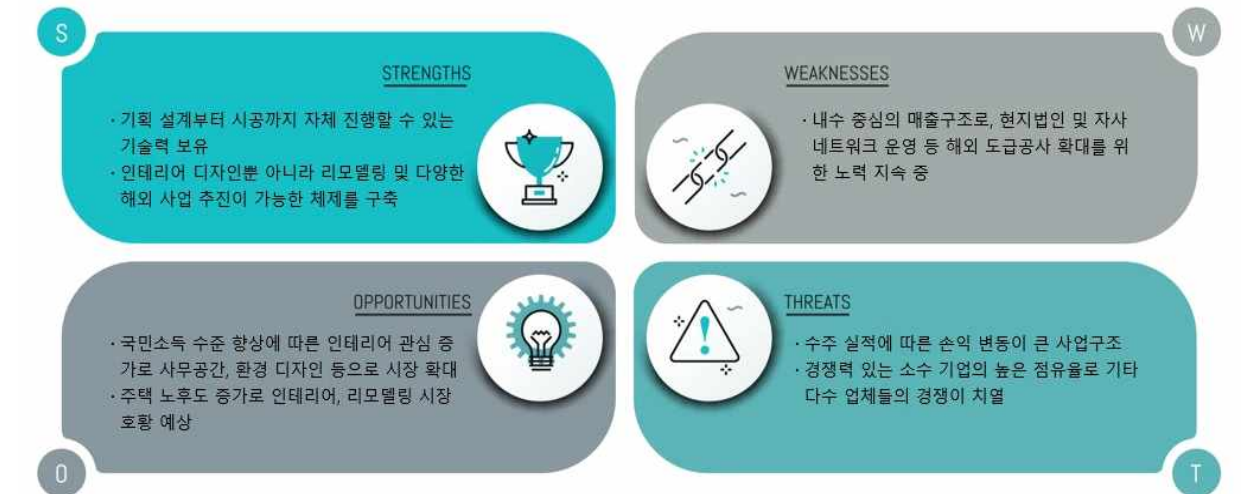 S
STRENGTHS
· 기획 설계부터 시공까지 자체 진행할 수 있는
기술력 보유
· 인테리어 디자인뿐 아니라 리모델링 및 다양한
해외 사업 추진이 가능한 체제를 구축
W
WEAKNESSES
· 내수 중심의 매출구조로, 현지법인 및 자사
네트워크 운영 등 해외 도급공사 확대를 위
한 노력 지속 중
OPPORTUNITIES
· 국민소득 수준 향상에 따른 인테리어 관심 증
가로 사무공간, 환경 디자인 등으로 시장 확대
· 주택 노후도 증가로 인테리어, 리모델링 시장
호황 예상
O
THREATS
· 수주 실적에 따른 손익 변동이 큰 사업구조
· 경쟁력 있는 소수 기업의 높은 점유율로 기타
다수 업체들의 경쟁이 치열
T